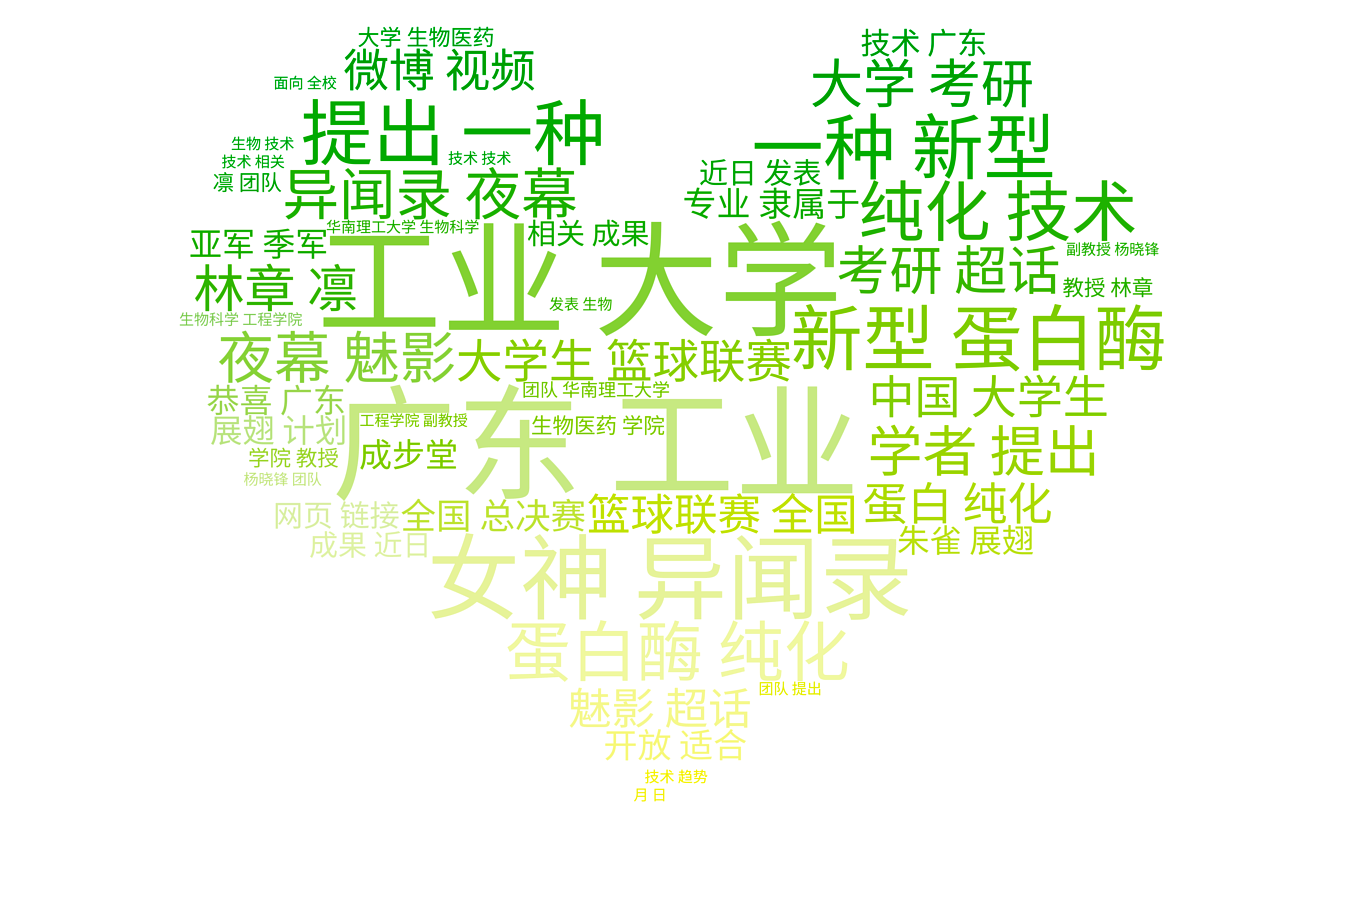 大学 生物医药
技术 广东
微博 视频
大学 考研
面向 全校
提出 一种
一种 新型
生物 技术
技术 相关
技术 技术
近日 发表
凛 团队
异闻录 夜幕
专业 隶属于
纯化 技术
华南理工大学 生物科学
相关 成果
亚军 季军
工业 大学
副教授 杨晓锋
考研 超话
林章 凛
教授 林章
发表 生物
生物科学 工程学院
新型 蛋白酶
夜幕 魅影
大学生 篮球联赛
团队 华南理工大学
中国 大学生
恭喜 广东
广东 工业
工程学院 副教授
生物医药 学院
展翅 计划
学院 教授
成步堂
学者 提出
杨晓锋 团队
网页 链接
全国 总决赛
篮球联赛 全国
蛋白 纯化
成果 近日
朱雀 展翅
女神 异闻录
蛋白酶 纯化
团队 提出
魅影 超话
开放 适合
技术 趋势
月 日